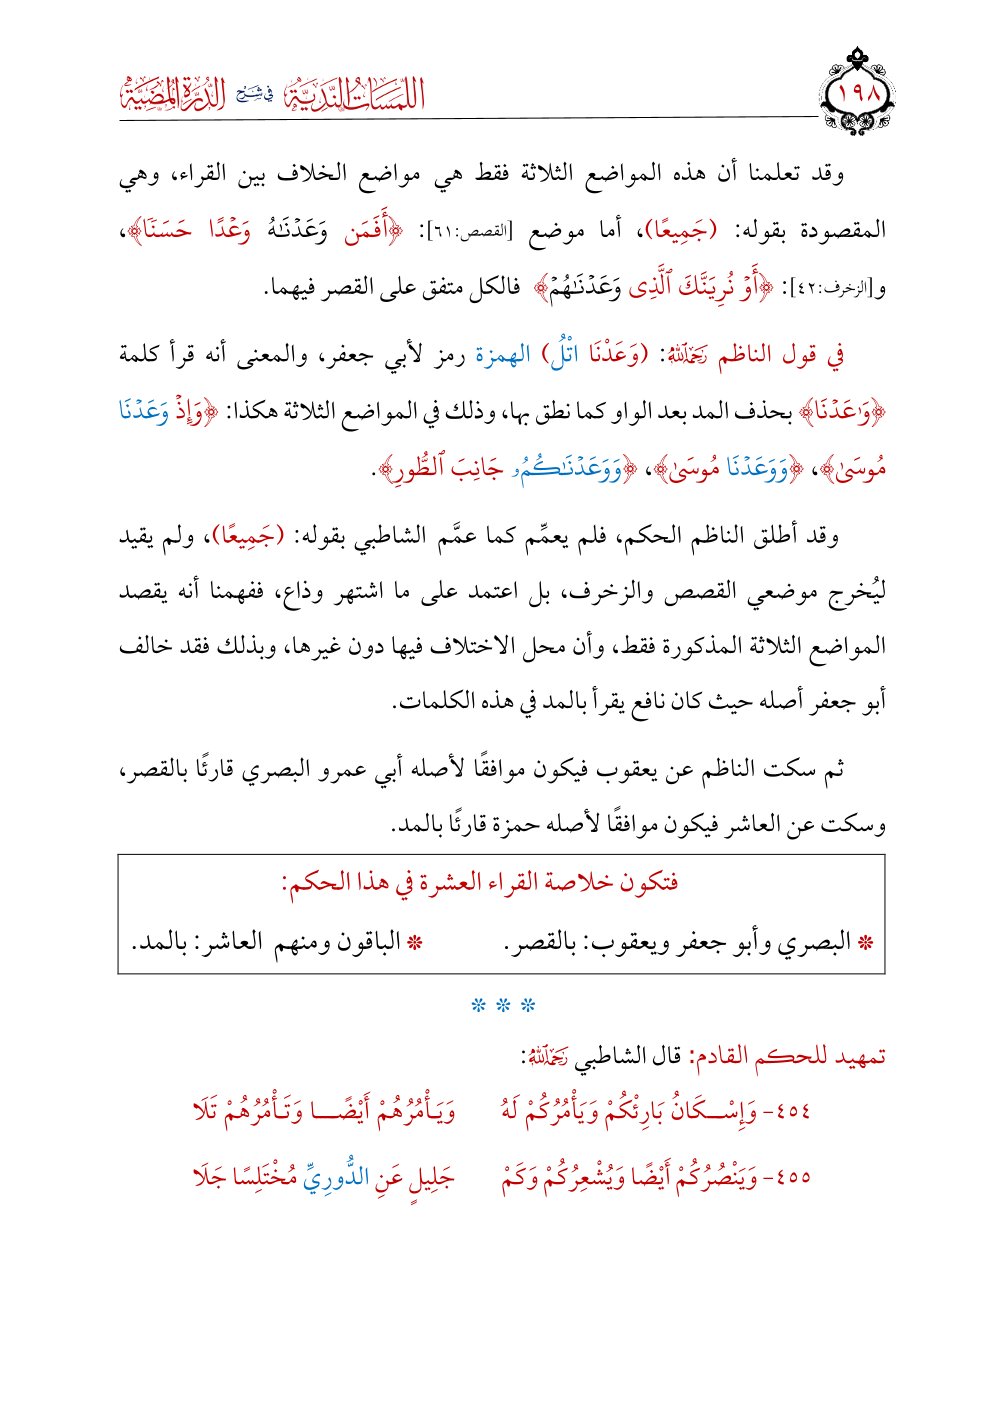 اللمسات الندية في شرح الدرة المضية
١٩٨
وقد تعلمنا أن هذه المواضع الثلاثة فقط هي مواضع الخلاف بين القراء، وهي
المقصودة بقوله: (جَمِيعًا)، أما موضع [القصص:٦١]: ﴿أَفَمَن وَعَدۡنَٰهُ وَعۡدًا حَسَنٗا﴾،
و[الزخرف:٤٢]: ﴿أَوۡ نُرِيَنَّكَ ٱلَّذِى وَعَدۡنَٰهُمۡ﴾ فالكل متفق على القصر فيهما.
في قول الناظم رَحِمَهُ ٱللَّهُ: (وَعَدْنَا اتْلُ) الهمزة رمز لأبي جعفر، والمعنى أنه قرأ كلمة
﴿وَٰعَدۡنَا﴾ بحذف المد بعد الواو كما نطق بها، وذلك في المواضع الثلاثة هكذا: ﴿وَإِذۡ وَعَدۡنَا
مُوسَىٰ﴾، ﴿وَوَعَدۡنَا مُوسَىٰ﴾، ﴿وَوَعَدۡنَٰكُمُۥ جَانِبَ ٱلطُّورِ﴾.
وقد أطلق الناظم الحكم، فلم يعمِّم كما عمَّم الشاطبي بقوله: (جَمِيعًا)، ولم يقيد
ليُخرج موضعي القصص والزخرف، بل اعتمد على ما اشتهر وذاع، ففهمنا أنه يقصد
المواضع الثلاثة المذكورة فقط، وأن محل الاختلاف فيها دون غيرها، وبذلك فقد خالف
أبو جعفر أصله حيث كان نافع يقرأ بالمد في هذه الكلمات.
ثم سكت الناظم عن يعقوب فيكون موافقًا لأصله أبي عمرو البصري قارئًا بالقصر،
وسكت عن العاشر فيكون موافقًا لأصله حمزة قارئًا بالمد.
فتكون خلاصة القراء العشرة في هذا الحكم:
❋ البصري وأبو جعفر ويعقوب: بالقصر. ❋ الباقون ومنهم العاشر: بالمد.
❋ ❋ ❋
تمهيد للحكم القادم: قال الشاطبي رَحِمَهُ ٱللَّهُ:
٤٥٤- وَإِسْـكَانُ بَارِئْكُمْ وَيَأْمُرُكُمْ لَهُ وَيَأْمُرُهُمْ أَيْضًـــا وَتَأْمُرُهُمْ تَلَا
٤٥٥- وَيَنْصُرُكُمْ أَيْضًا وَيُشْعِرُكُمْ وَكَمْ جَلِيلٍ عَنِ الدُّورِيِّ مُخْتَلِسًا جَلَا